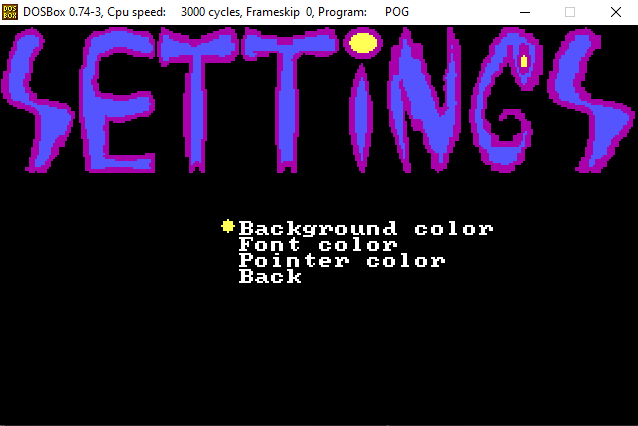 DOSBox 0.74-3, Cpu speed: 3000 cycles, Frameskip 0, Program: POG
SETTiNGS
Background color
Font color
Pointer color
Back